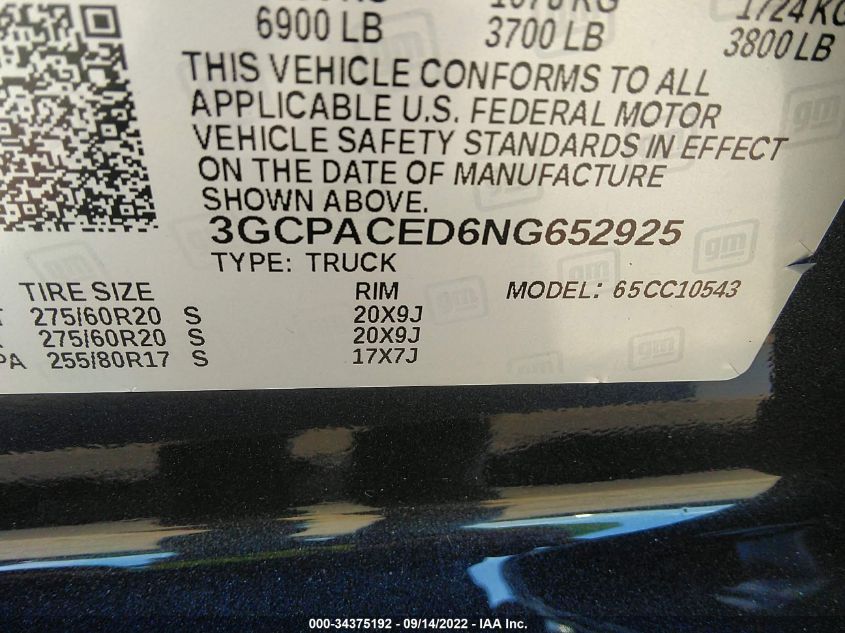 6900 LB 3700 LB 3800 LB
THIS VEHICLE CONFORMS TO ALL
APPLICABLE U.S. FEDERAL MOTOR
VEHICLE SAFETY STANDARDS IN EFFECT
ON THE DATE OF MANUFACTURE
SHOWN ABOVE.
3GCPACED6NG652925
TYPE: TRUCK
TIRE SIZE RIM MODEL: 65CC10543
275/60R20 S 20X9J
275/60R20 S 20X9J
255/80R17 S 17X7J
gm
000-34375192 - 09/14/2022 - IAA Inc.